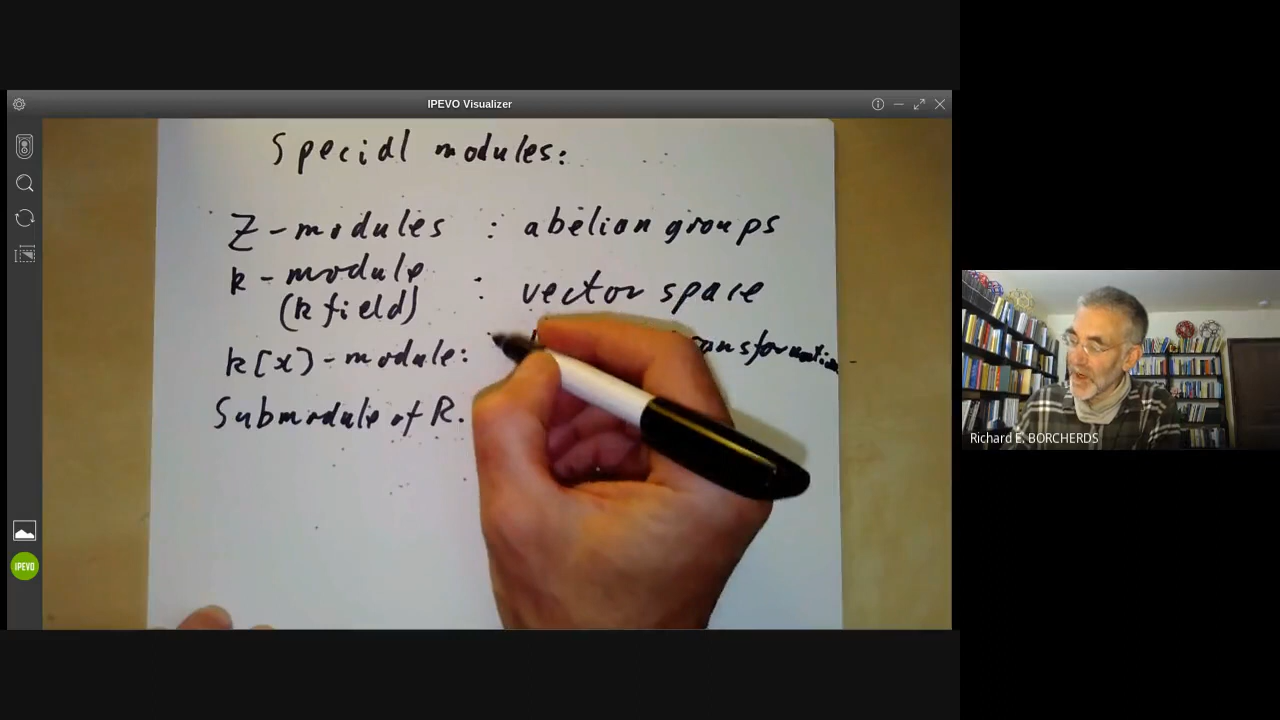 IPEVO Visualizer
Special modules:
Z-modules : abelian groups
k-module : vector space
(k field)
k[x]-module:
Submodule of R.
IPEVO
Richard E. BORCHERDS